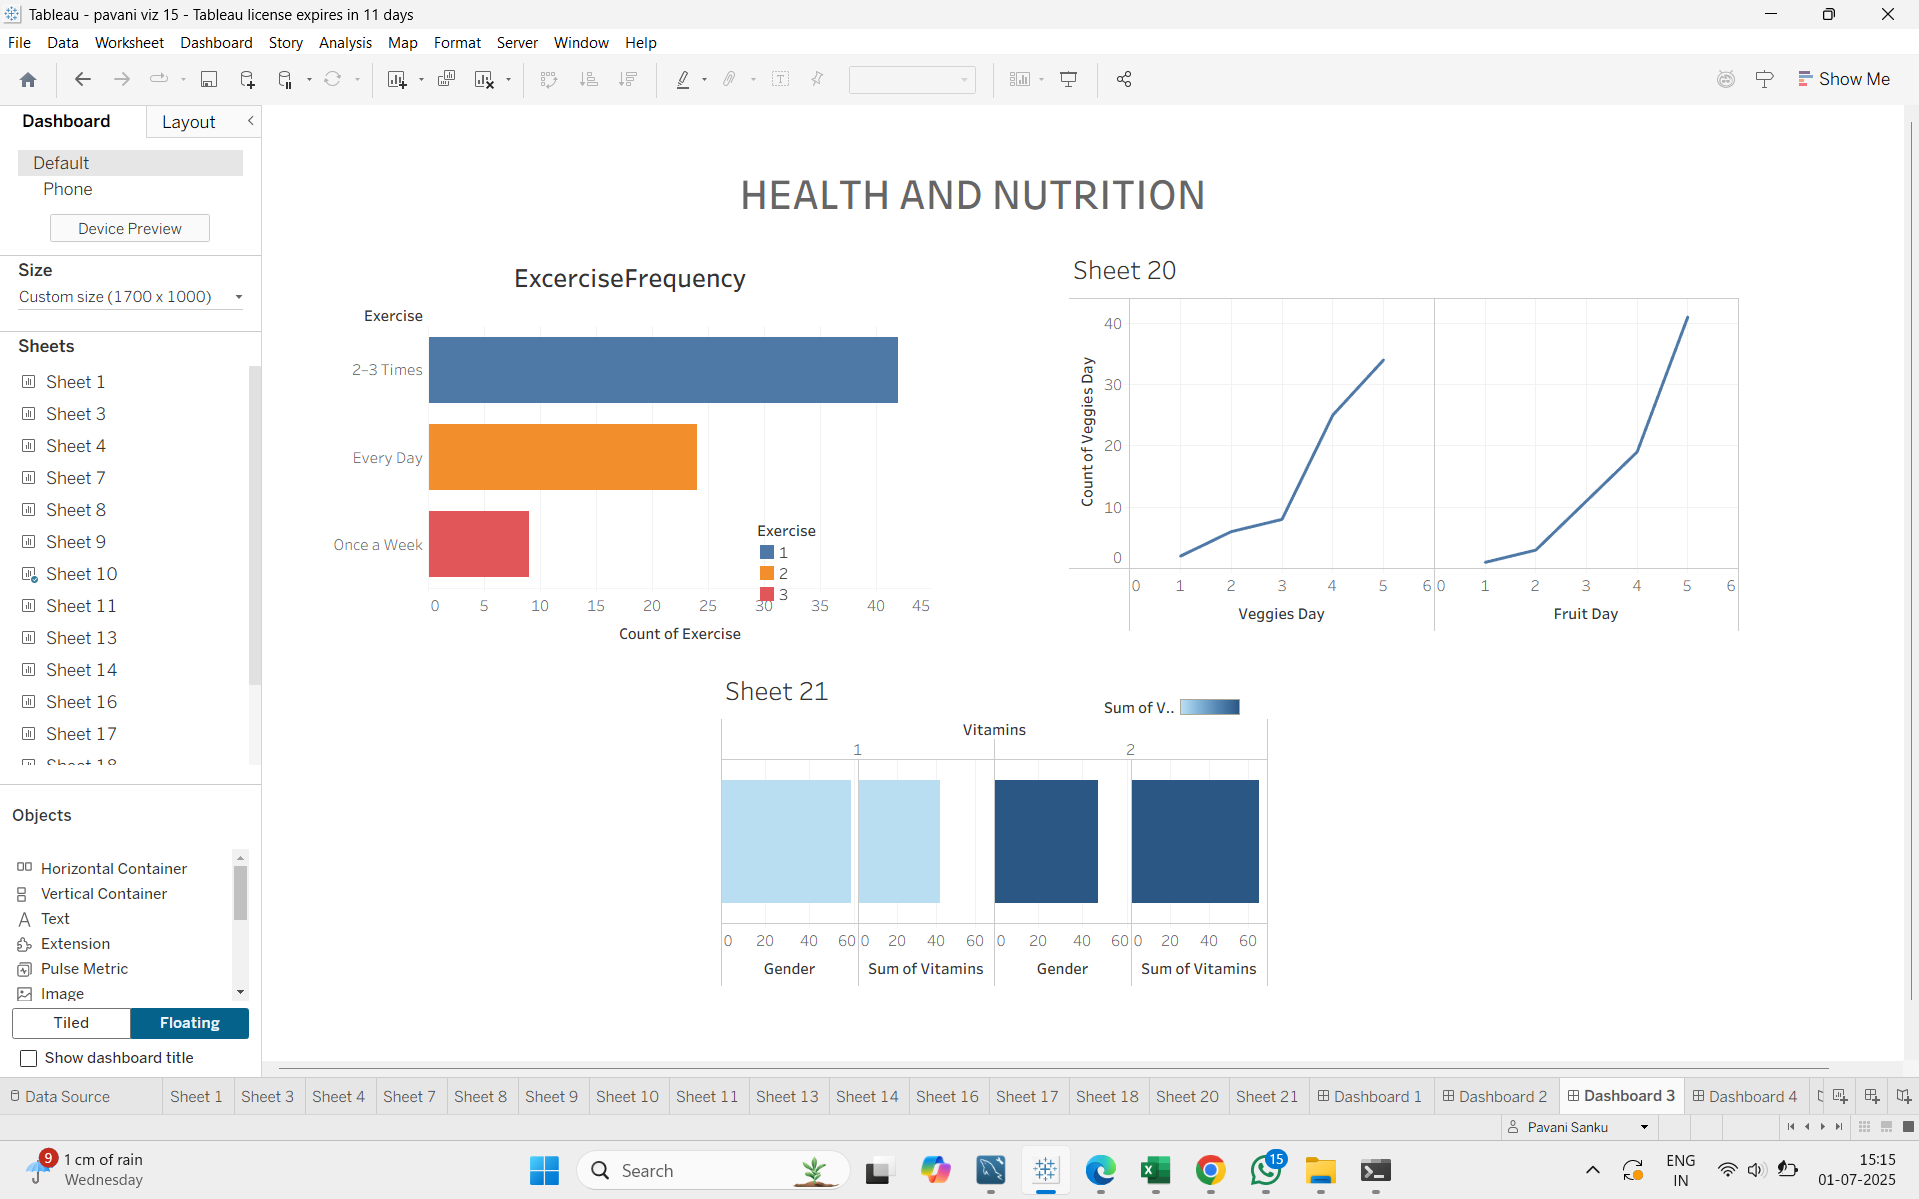 Tableau - pavani viz 15 - Tableau license expires in 11 days
File Data Worksheet Dashboard Story Analysis Map Format Server Window Help
Show Me
Dashboard Layout
Default
Phone
Device Preview
Size
Custom size (1700 x 1000)
Sheets
Sheet 1
Sheet 3
Sheet 4
Sheet 7
Sheet 8
Sheet 9
Sheet 10
Sheet 11
Sheet 13
Sheet 14
Sheet 16
Sheet 17
Sheet 18
Objects
Horizontal Container
Vertical Container
Text
Extension
Pulse Metric
Image
Tiled Floating
Show dashboard title
HEALTH AND NUTRITION
ExcerciseFrequency
Exercise
2-3 Times
Every Day
Once a Week
0 5 10 15 20 25 30 35 40 45
Count of Exercise
Exercise
1
2
3
Sheet 20
Count of Veggies Day
40
30
20
10
0
0 1 2 3 4 5 6 0 1 2 3 4 5 6
Veggies Day Fruit Day
Sheet 21
Sum of V..
Vitamins
1 2
0 20 40 60 0 20 40 60 0 20 40 60 0 20 40 60
Gender Sum of Vitamins Gender Sum of Vitamins
Data Source Sheet 1 Sheet 3 Sheet 4 Sheet 7 Sheet 8 Sheet 9 Sheet 10 Sheet 11 Sheet 13 Sheet 14 Sheet 16 Sheet 17 Sheet 18 Sheet 20 Sheet 21 Dashboard 1 Dashboard 2 Dashboard 3 Dashboard 4
Pavani Sanku
9
1 cm of rain
Wednesday
Search
15
ENG
IN
15:15
01-07-2025